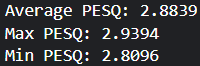 Average PESQ: 2.8839
Max PESQ: 2.9394
Min PESQ: 2.8096